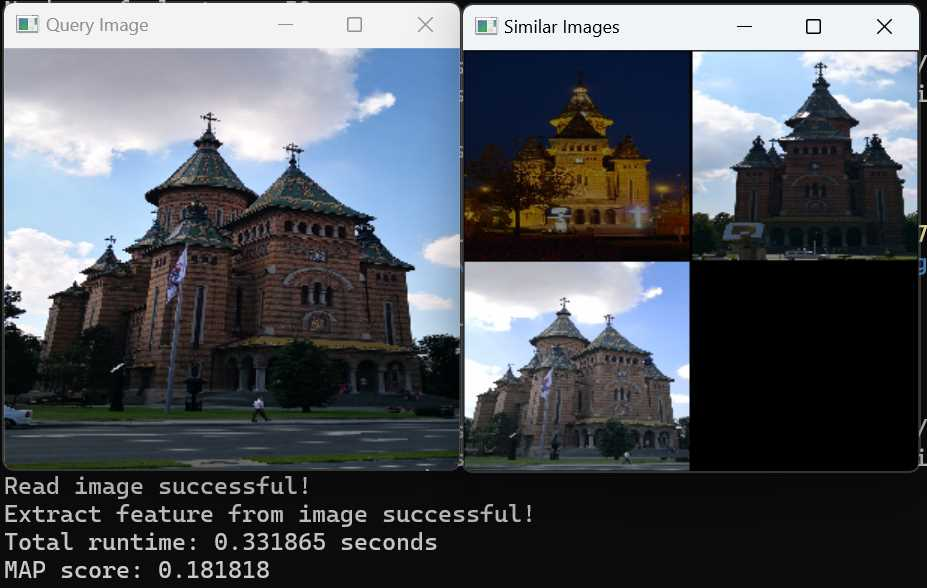 Query Image
Similar Images
Read image successful!
Extract feature from image successful!
Total runtime: 0.331865 seconds
MAP score: 0.181818